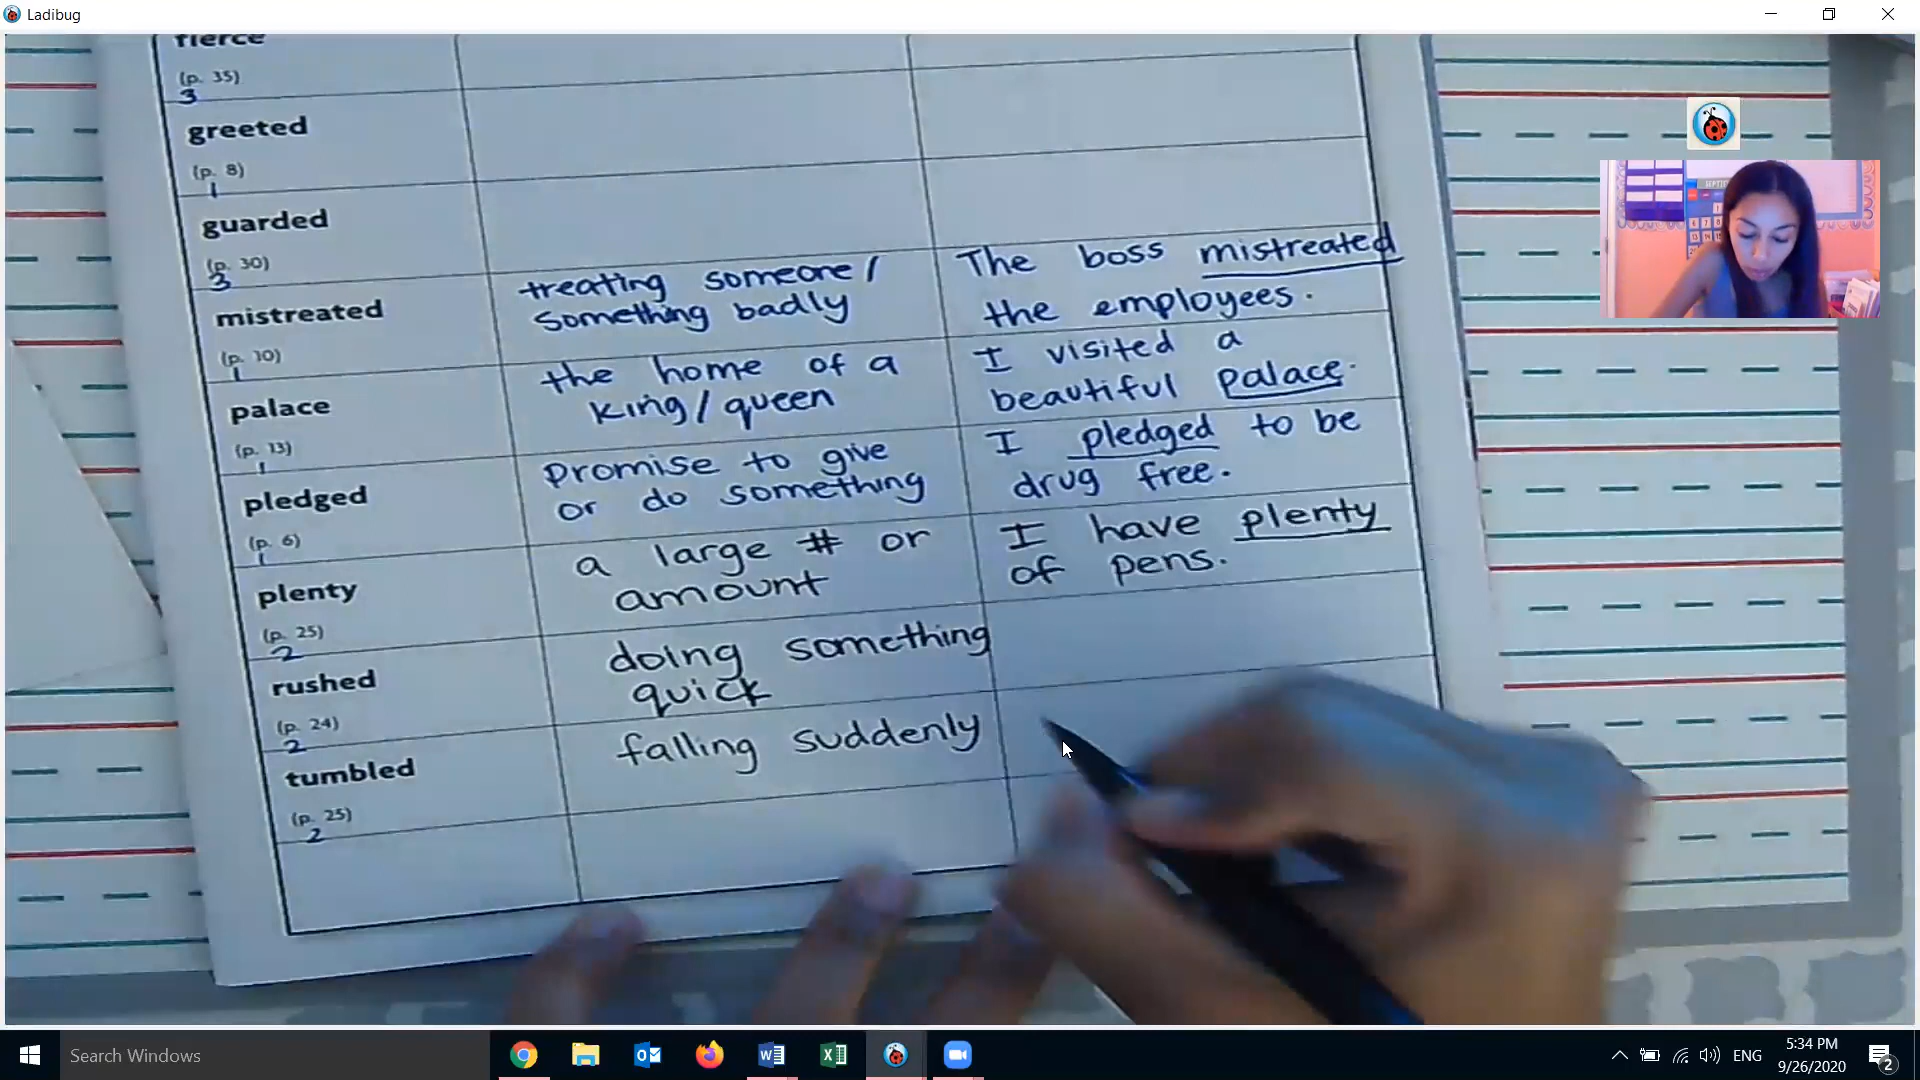 Ladibug
fierce
(p. 35)
3
greeted
(p. 8)
1
guarded
(p. 30)
3
mistreated
(p. 10)
1
treating someone/
something badly
The boss mistreated
the employees.
palace
(p. 13)
1
the home of a
king/queen
I visited a
beautiful palace.
pledged
(p. 6)
1
promise to give
or do something
I pledged to be
drug free.
plenty
(p. 25)
2
a large # or
amount
I have plenty
of pens.
rushed
(p. 24)
2
doing something
quick
tumbled
(p. 25)
2
falling suddenly
Search Windows
ENG
5:34 PM
9/26/2020
2